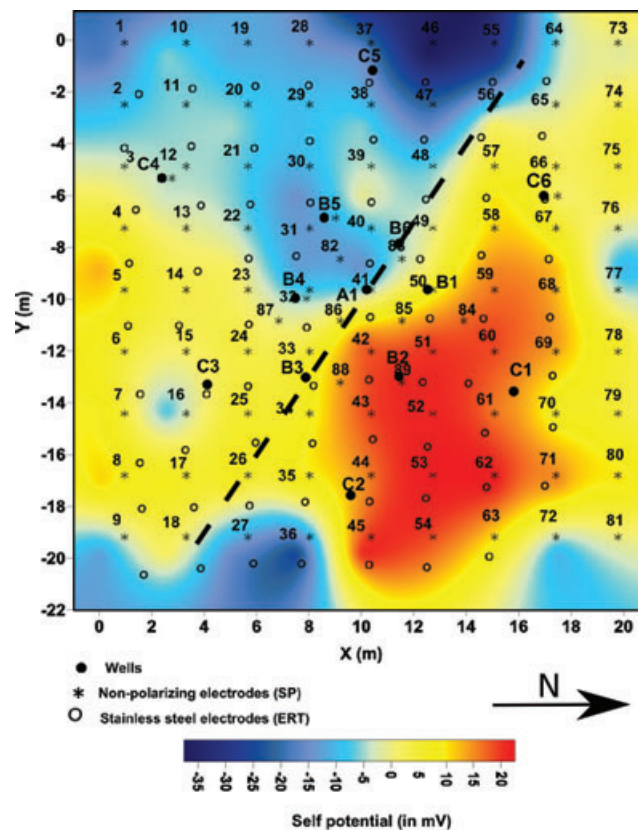 1 10 19 28 37 46 55 64 73
0
C5
2 11 20 29 38 47 56 65 74
-2
-4
3 12 21 30 39 48 57 66 75
C4 C6
-6
4 13 22 31 B5 40 49 58 67 76
82 B6
-8
5 14 23 41 50 59 68 77
B4 A1 B1
-10
87 86 85 84
6 15 24 33 42 51 60 69 78
-12
C3 B3 88 B2 89 C1
7 16 25 43 52 61 70 79
-14
8 17 26 35 44 53 62 71 80
-16
C2
-18
9 18 27 36 45 54 63 72 81
-20
-22
0 2 4 6 8 10 12 14 16 18 20
Y (m)
X (m)
Wells
Non-polarizing electrodes (SP)
Stainless steel electrodes (ERT)
N
-35 -25 -15 -5 0 5 10 15 20
Self potential (in mV)